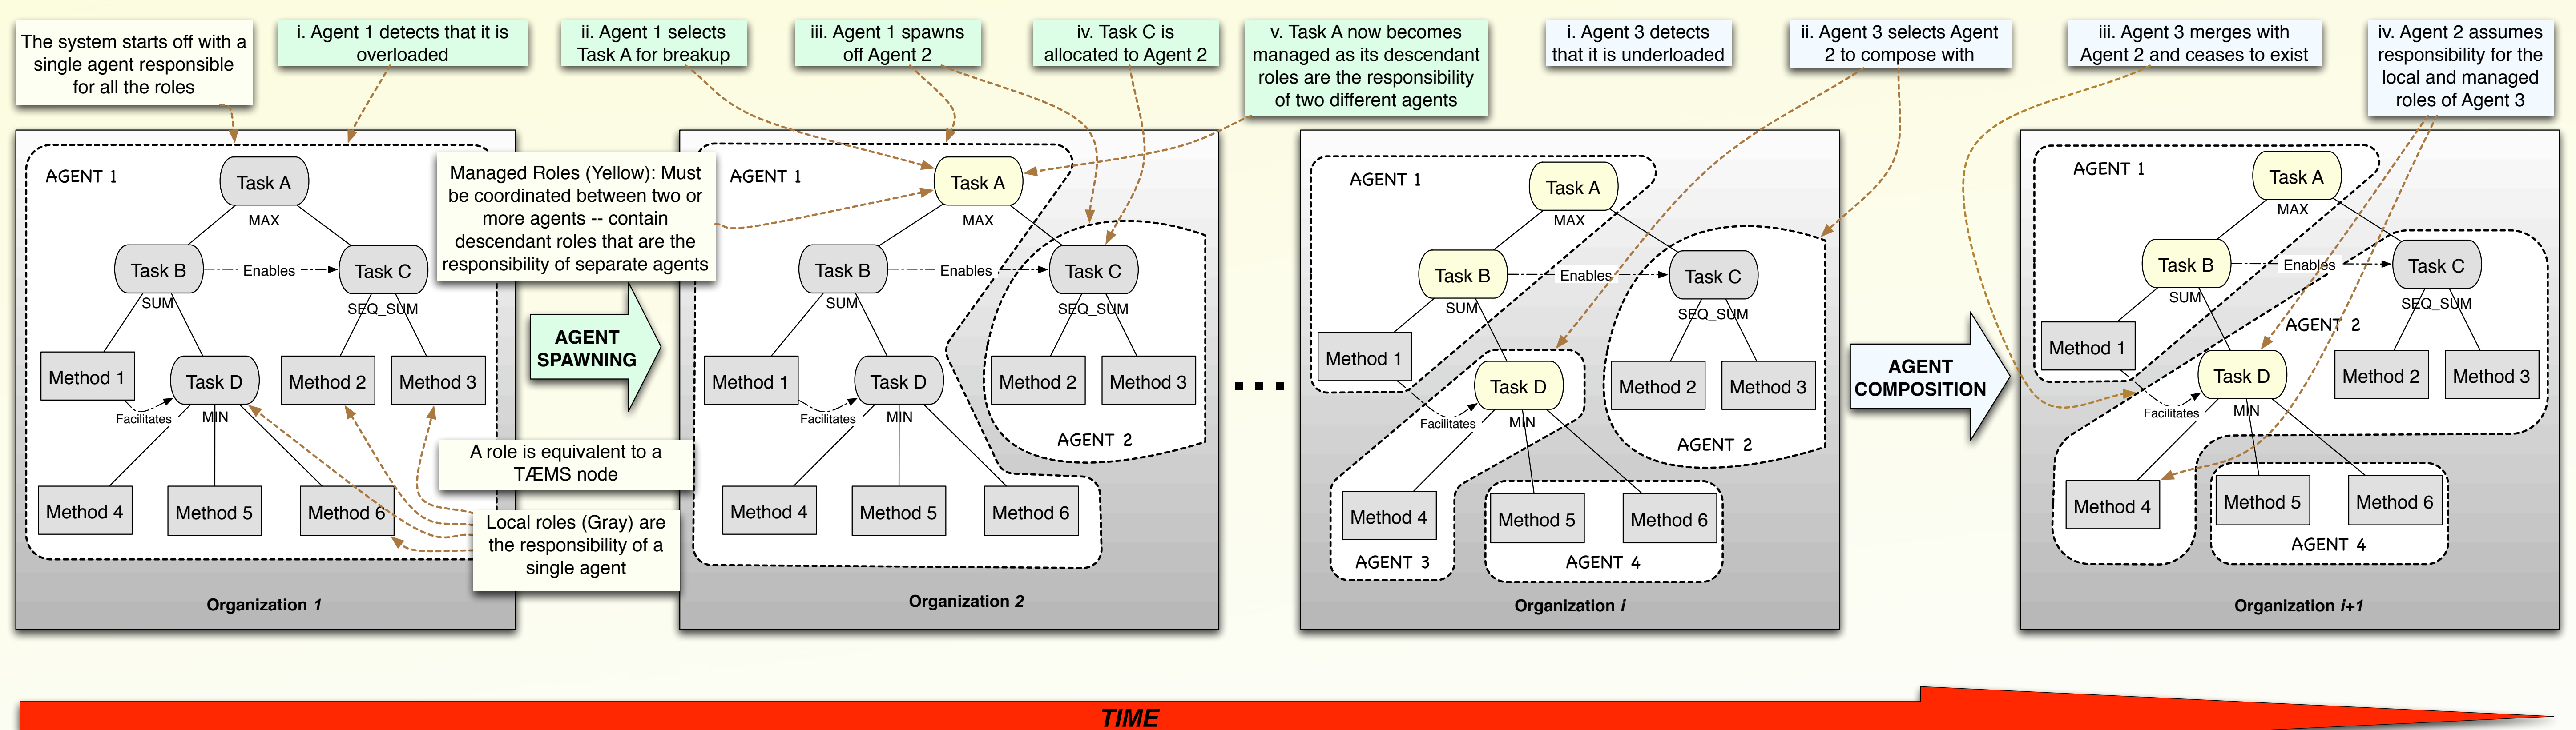 The system starts off with a
single agent responsible
for all the roles
i. Agent 1 detects that it is
overloaded
ii. Agent 1 selects
Task A for breakup
iii. Agent 1 spawns
off Agent 2
iv. Task C is
allocated to Agent 2
v. Task A now becomes
managed as its descendant
roles are the responsibility
of two different agents
i. Agent 3 detects
that it is underloaded
ii. Agent 3 selects Agent
2 to compose with
iii. Agent 3 merges with
Agent 2 and ceases to exist
iv. Agent 2 assumes
responsibility for the
local and managed
roles of Agent 3
AGENT 1
Task A
MAX
Task B
Enables
Task C
SUM
SEQ_SUM
Method 1
Task D
Method 2
Method 3
Facilitates
MIN
Method 4
Method 5
Method 6
Organization 1
Managed Roles (Yellow): Must
be coordinated between two or
more agents -- contain
descendant roles that are the
responsibility of separate agents
AGENT
SPAWNING
A role is equivalent to a
TÆMS node
Local roles (Gray) are
the responsibility of a
single agent
AGENT 1
Task A
MAX
Task B
Enables
Task C
SUM
SEQ_SUM
Method 1
Task D
Method 2
Method 3
Facilitates
MIN
AGENT 2
Method 4
Method 5
Method 6
Organization 2
...
AGENT 1
Task A
MAX
Task B
Enables
Task C
SUM
SEQ_SUM
Method 1
Task D
Method 2
Method 3
Facilitates
MIN
AGENT 2
Method 4
Method 5
Method 6
AGENT 3
AGENT 4
Organization i
AGENT
COMPOSITION
AGENT 1
Task A
MAX
Task B
Enables
Task C
SUM
SEQ_SUM
AGENT 2
Method 1
Task D
Method 2
Method 3
Facilitates
MIN
Method 4
Method 5
Method 6
AGENT 4
Organization i+1
TIME